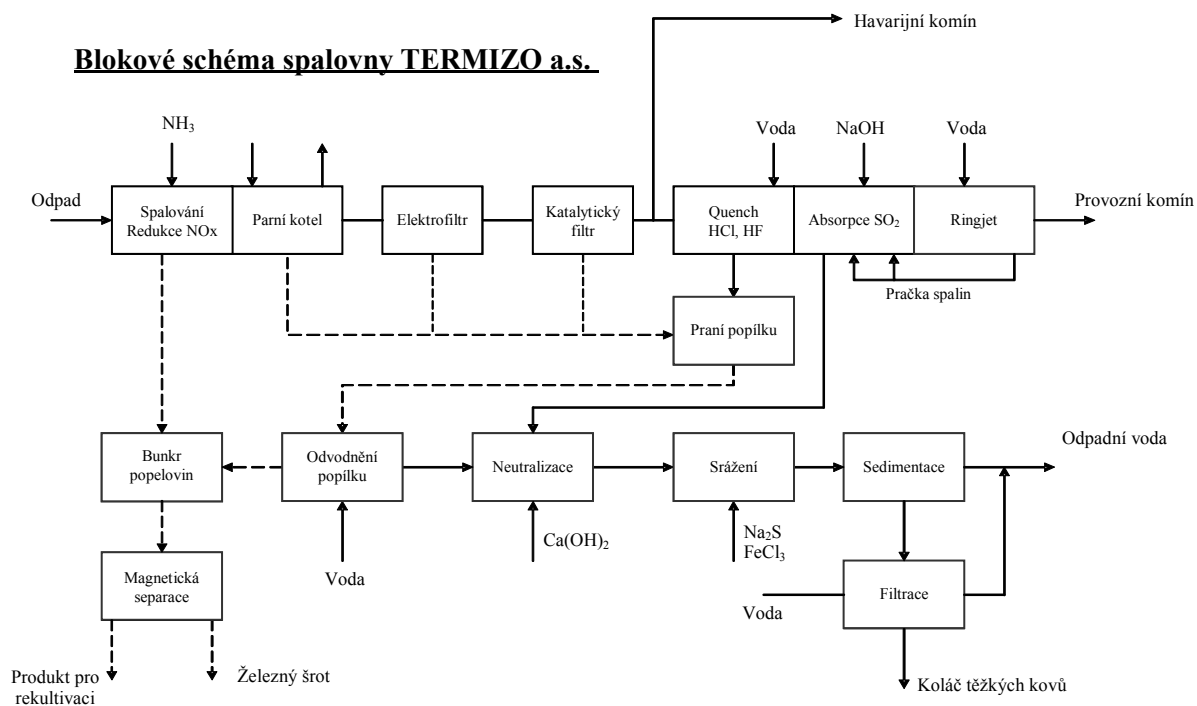 Havarijní komín
Blokové schéma spalovny TERMIZO a.s.
NH₃
Voda
NaOH
Voda
Odpad
Spalování
Redukce NOx
Parní kotel
Elektrofiltr
Katalytický
filtr
Quench
HCl, HF
Absorpce SO₂
Ringjet
Provozní komín
Pračka spalin
Praní popílku
Bunkr
popelovin
Odvodnění
popílku
Neutralizace
Srážení
Sedimentace
Odpadní voda
Ca(OH)₂
Na₂S
FeCl₃
Voda
Magnetická
separace
Voda
Filtrace
Produkt pro
rekultivaci
Železný šrot
Koláč těžkých kovů